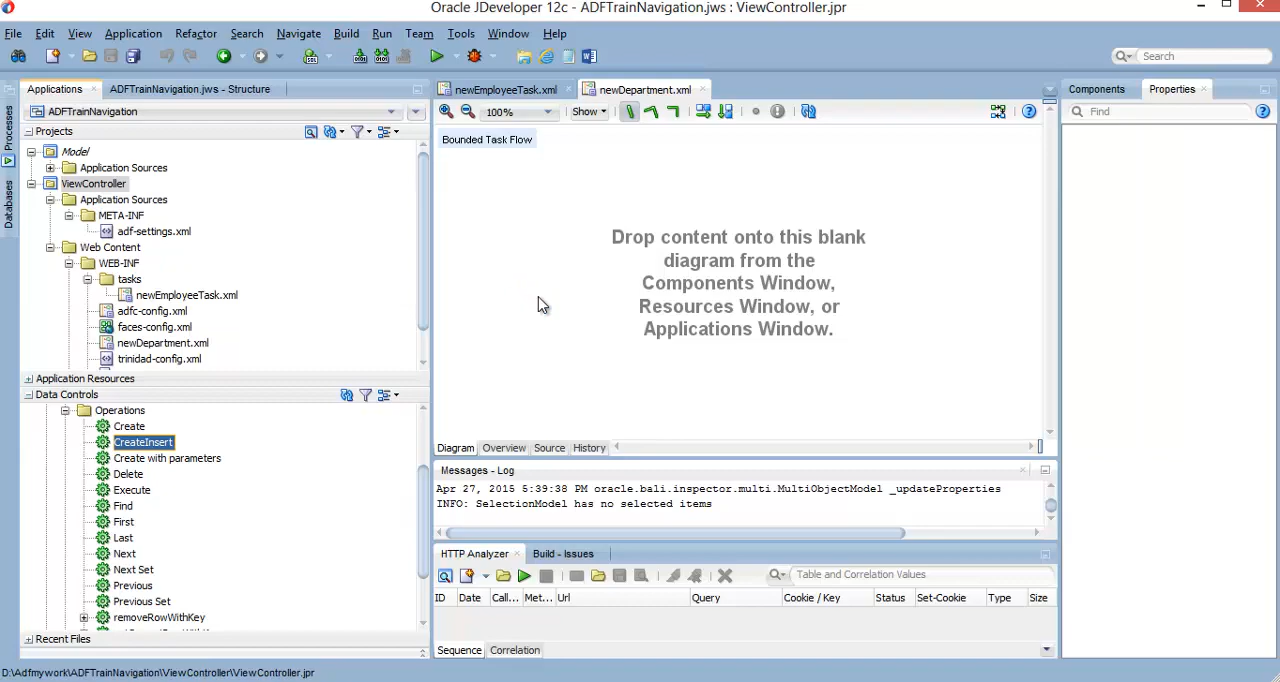 Oracle JDeveloper 12c - ADFTrainNavigation.jws : ViewController.jpr
File Edit View Application Refactor Search Navigate Build Run Team Tools Window Help
Search
Applications
ADFTrainNavigation.jws - Structure
ADFTrainNavigation
Projects
Model
Application Sources
ViewController
Application Sources
META-INF
adf-settings.xml
Web Content
WEB-INF
tasks
newEmployeeTask.xml
adfc-config.xml
faces-config.xml
newDepartment.xml
trinidad-config.xml
Application Resources
Data Controls
Operations
Create
CreateInsert
Create with parameters
Delete
Execute
Find
First
Last
Next
Next Set
Previous
Previous Set
removeRowWithKey
Recent Files
Processes
Databases
newEmployeeTask.xml
newDepartment.xml
100%
Show
Bounded Task Flow
Drop content onto this blank
diagram from the
Components Window,
Resources Window, or
Applications Window.
Diagram Overview Source History
Messages - Log
Apr 27, 2015 5:39:38 PM oracle.bali.inspector.multi.MultiObjectModel _updateProperties
INFO: SelectionModel has no selected items
HTTP Analyzer
Build - Issues
Table and Correlation Values
ID Date Call... Met... Url Query Cookie / Key Status Set-Cookie Type Size
Sequence Correlation
Components
Properties
Find
D:\Adfmywork\ADFTrainNavigation\ViewController\ViewController.jpr